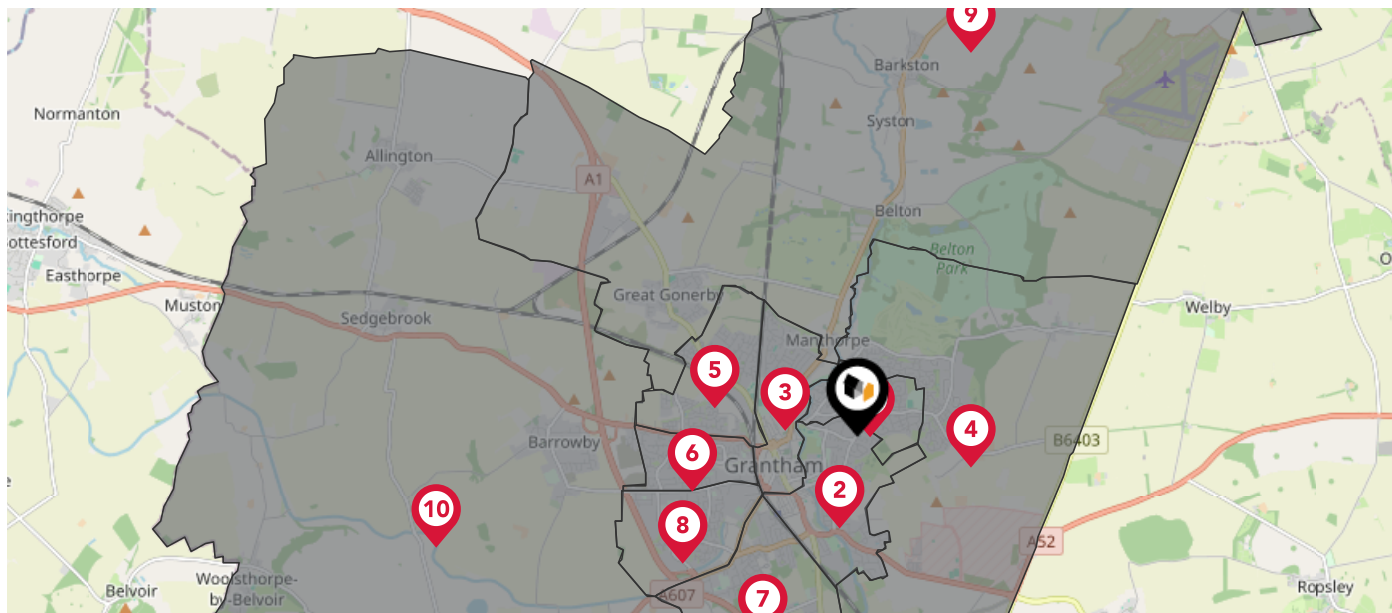 9
Barkston
Normanton
Syston
Allington
A1
Belton
Belton
Park
ingthorpe
ottesford
Easthorpe
Muston
Great Gonerby
Welby
Sedgebrook
Manthorpe
5
3
4
B6403
Barrowby
6
Grantham
2
10
8
A52
Woolsthorpe-
by-Belvoir
Belvoir
A607
7
Ropsley